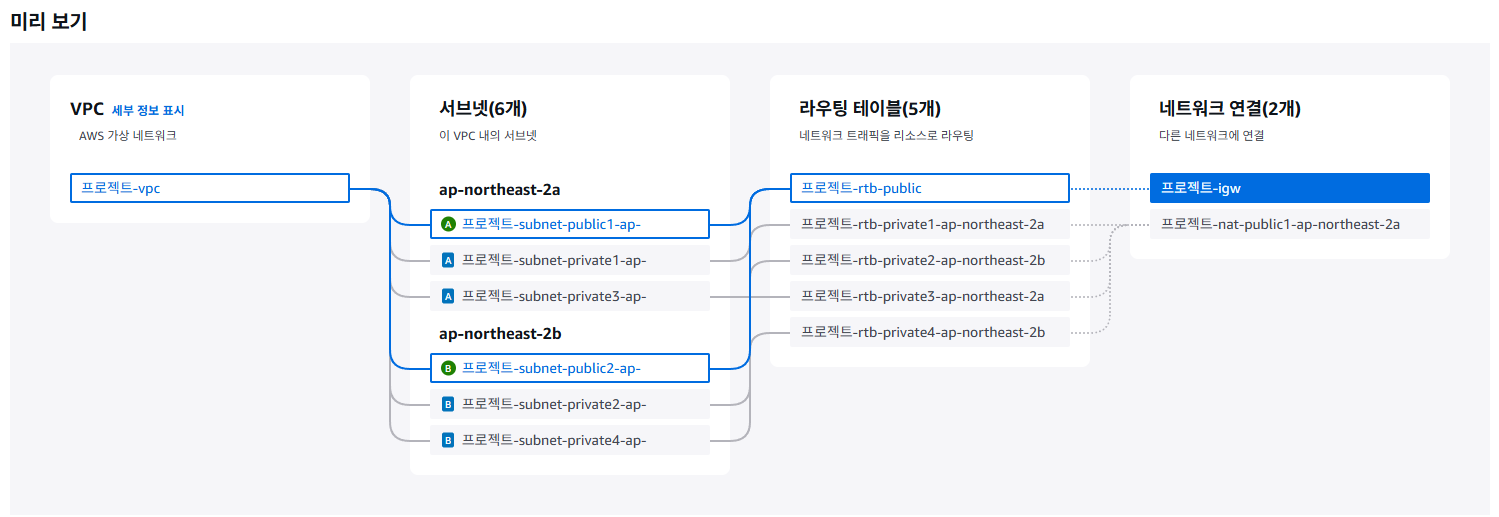 미리 보기
VPC 세부 정보 표시
AWS 가상 네트워크
프로젝트-vpc
서브넷(6개)
이 VPC 내의 서브넷
ap-northeast-2a
A 프로젝트-subnet-public1-ap-
A 프로젝트-subnet-private1-ap-
A 프로젝트-subnet-private3-ap-
ap-northeast-2b
B 프로젝트-subnet-public2-ap-
B 프로젝트-subnet-private2-ap-
B 프로젝트-subnet-private4-ap-
라우팅 테이블(5개)
네트워크 트래픽을 리소스로 라우팅
프로젝트-rtb-public
프로젝트-rtb-private1-ap-northeast-2a
프로젝트-rtb-private2-ap-northeast-2b
프로젝트-rtb-private3-ap-northeast-2a
프로젝트-rtb-private4-ap-northeast-2b
네트워크 연결(2개)
다른 네트워크에 연결
프로젝트-igw
프로젝트-nat-public1-ap-northeast-2a